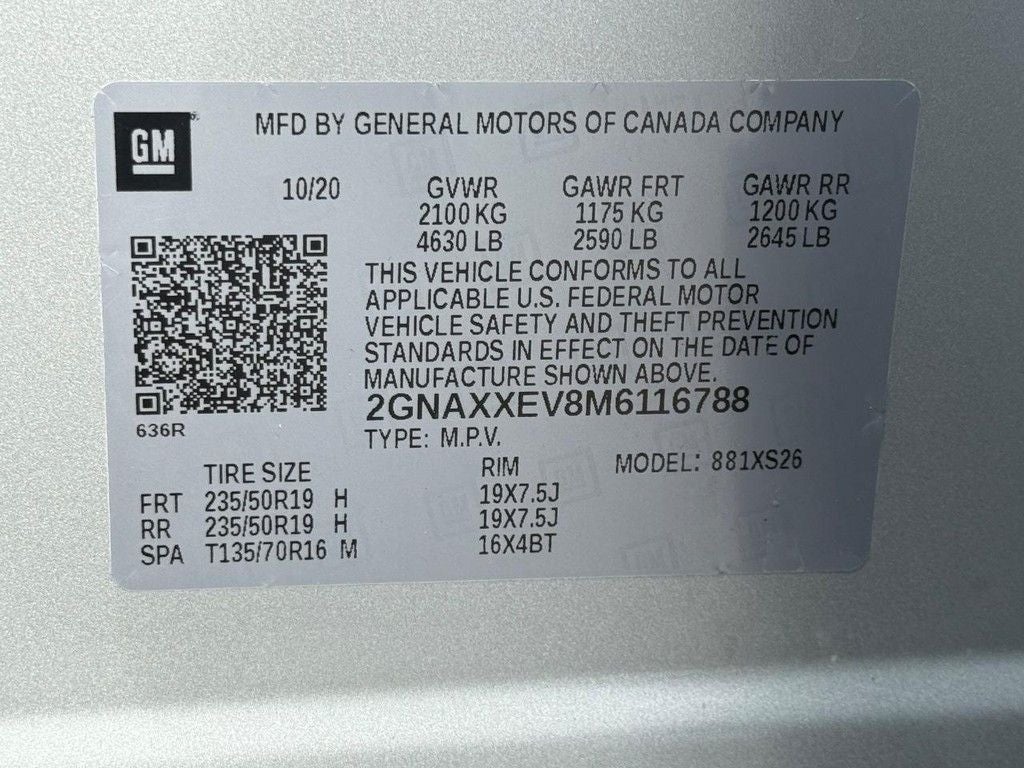 GM
MFD BY GENERAL MOTORS OF CANADA COMPANY
10/20 GVWR GAWR FRT GAWR RR
2100 KG 1175 KG 1200 KG
4630 LB 2590 LB 2645 LB
THIS VEHICLE CONFORMS TO ALL
APPLICABLE U.S. FEDERAL MOTOR
VEHICLE SAFETY AND THEFT PREVENTION
STANDARDS IN EFFECT ON THE DATE OF
MANUFACTURE SHOWN ABOVE.
2GNAXXEV8M6116788
636R
TYPE: M.P.V.
TIRE SIZE RIM MODEL: 881XS26
FRT 235/50R19 H 19X7.5J
RR 235/50R19 H 19X7.5J
SPA T135/70R16 M 16X4BT